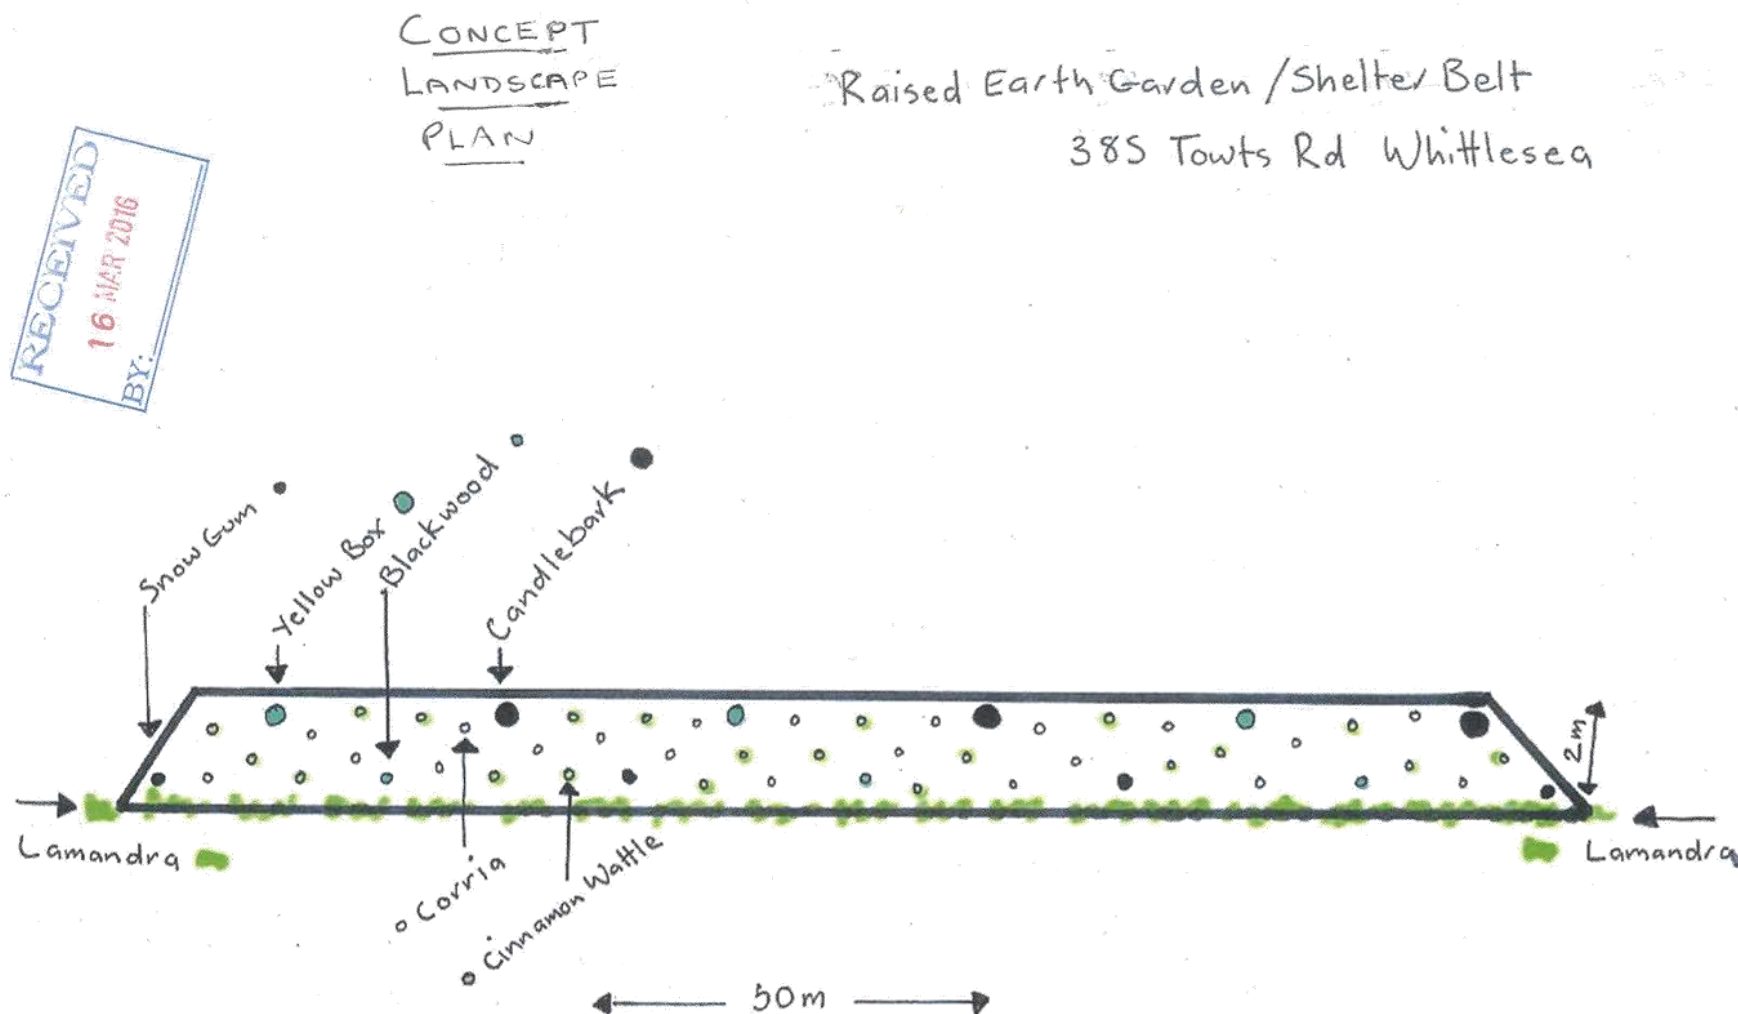 CONCEPT
LANDSCAPE
PLAN
Raised Earth Garden / Shelter Belt
385 Towts Rd Whittlesea
RECEIVED
16 MAR 2016
BY:
Snow Gum
Yellow Box
Blackwood
Candlebark
2m
Lamandra
Lamandra
Corria
Cinnamon Wattle
50m